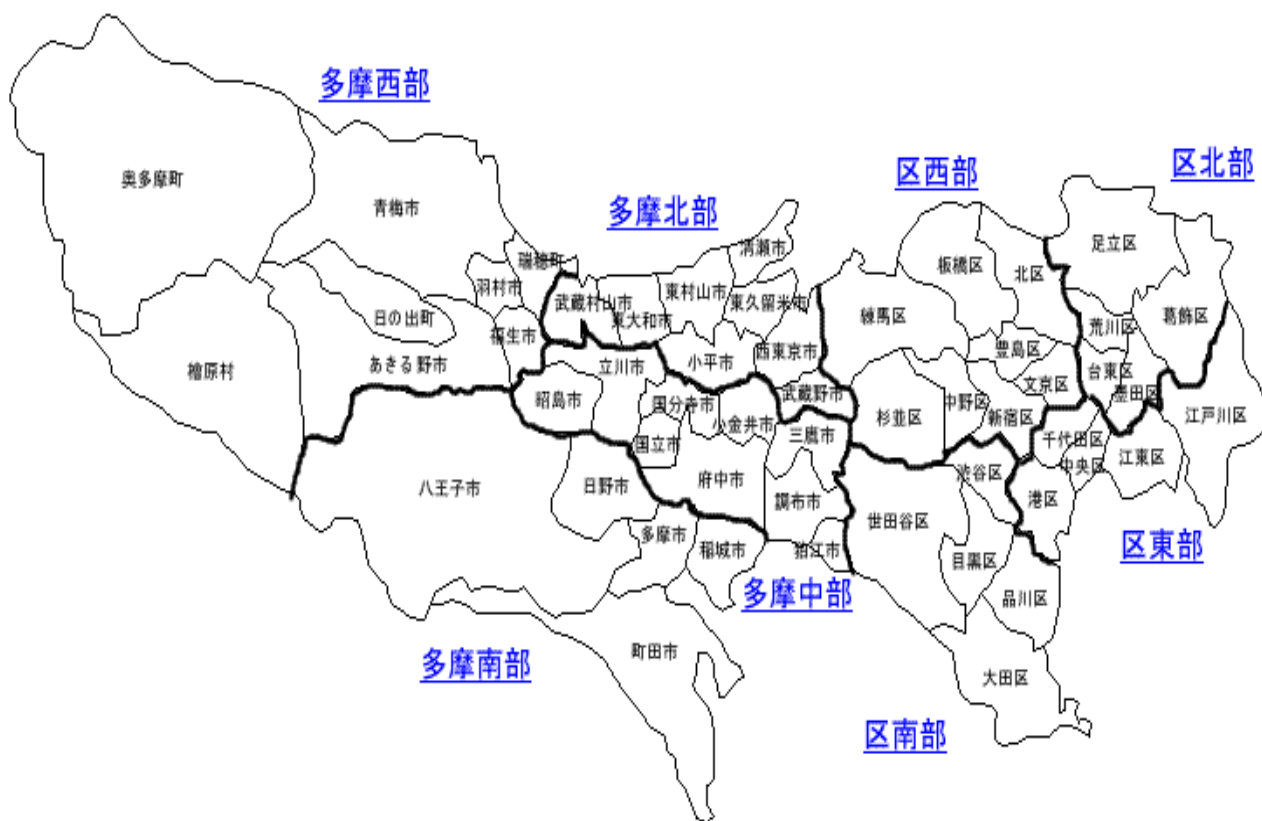 多摩西部
奥多摩町
青梅市
多摩北部
区西部
区北部
清瀬市
足立区
瑞穂町
羽村市
武蔵村山市
東村山市
東久留米市
板橋区
北区
日の出町
東大和市
練馬区
荒川区
葛飾区
福生市
豊島区
檜原村
あきる野市
立川市
小平市
西東京市
文京区
台東区
墨田区
昭島市
国分寺市
武蔵野市
杉並区
中野区
新宿区
江戸川区
小金井市
三鷹市
国立市
千代田区
中央区
江東区
八王子市
日野市
府中市
渋谷区
調布市
港区
世田谷区
多摩市
稲城市
狛江市
目黒区
区東部
多摩中部
品川区
多摩南部
町田市
大田区
区南部